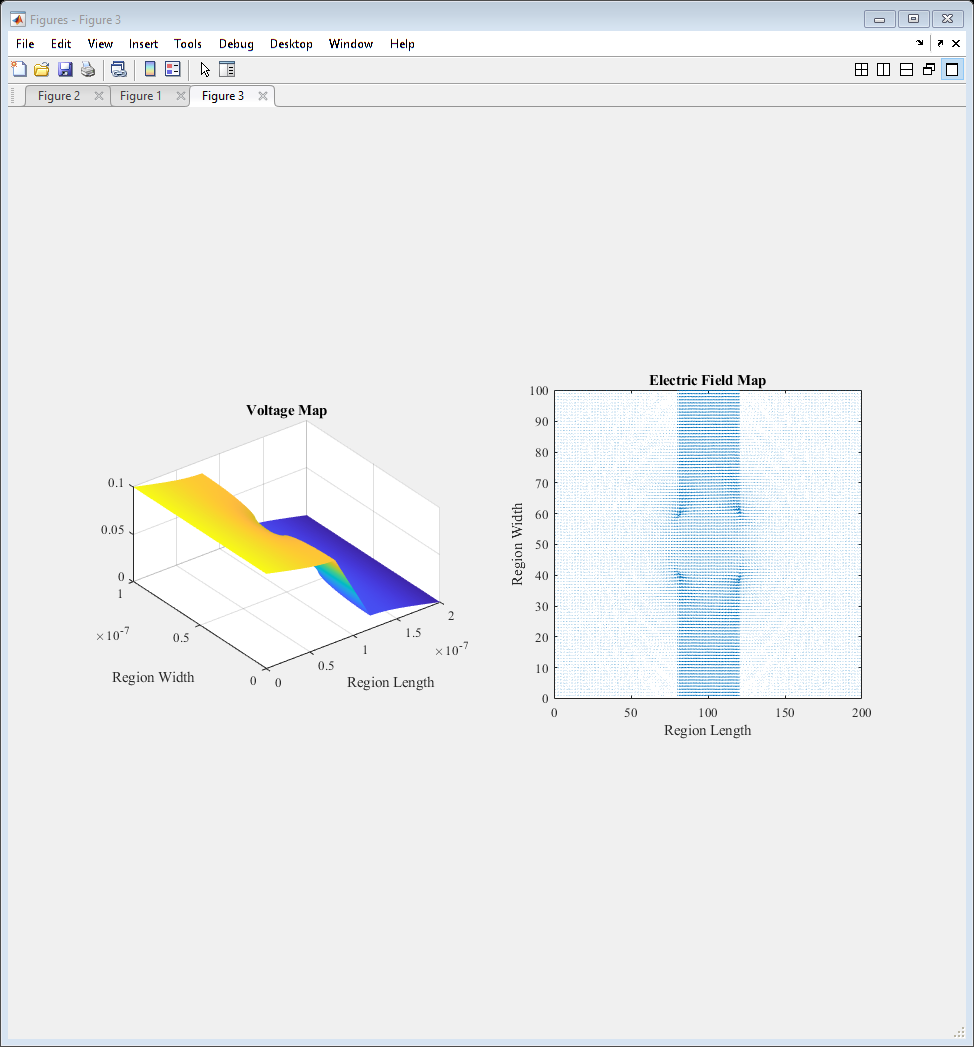 Figures - Figure 3
File Edit View Insert Tools Debug Desktop Window Help
Figure 2 Figure 1 Figure 3
Voltage Map
0.1
0.05
0
1
×10-7
0.5
0
Region Width
0
0.5
1
1.5
2
×10-7
Region Length
Electric Field Map
100
90
80
70
60
50
40
30
20
10
0
Region Width
0 50 100 150 200
Region Length